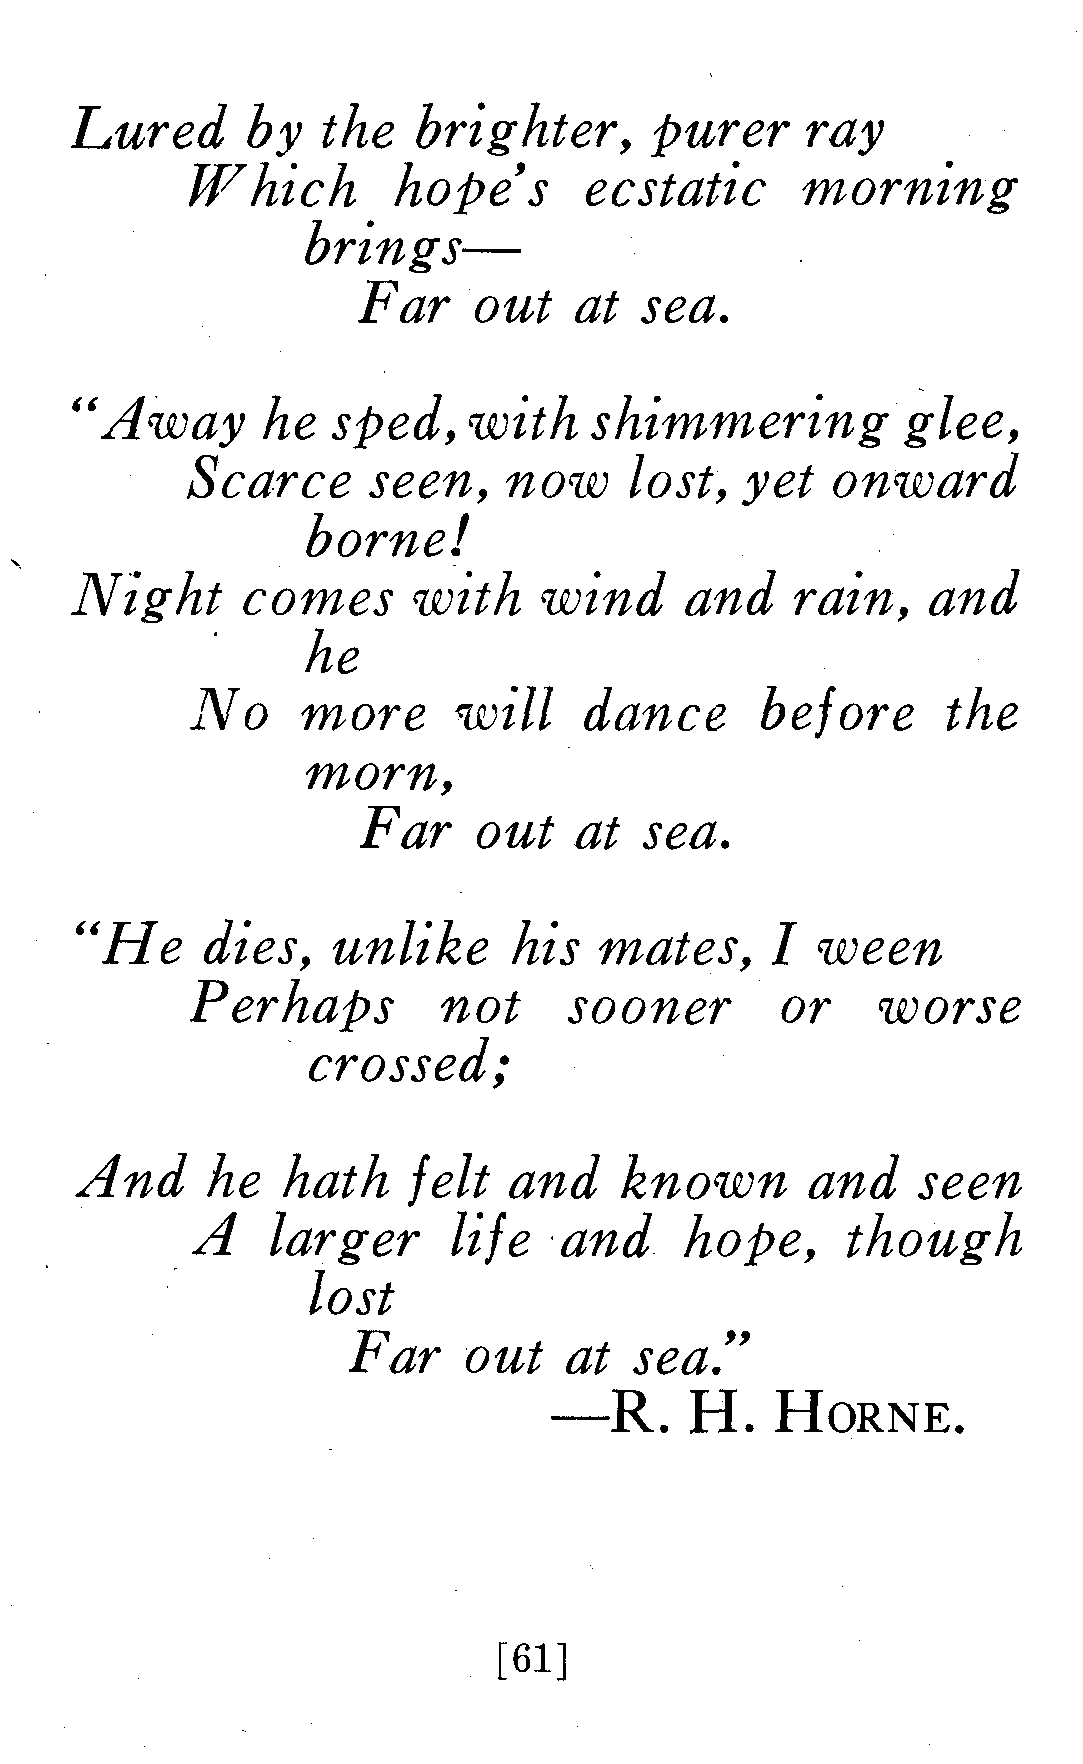 Lured by the brighter, purer ray
Which hope's ecstatic morning
brings—
Far out at sea.
"Away he sped, with shimmering glee,
Scarce seen, now lost, yet onward
borne!
Night comes with wind and rain, and
he
No more will dance before the
morn,
Far out at sea.
"He dies, unlike his mates, I ween
Perhaps not sooner or worse
crossed;
And he hath felt and known and seen
A larger life and hope, though
lost
Far out at sea."
—R. H. HORNE.
[61]